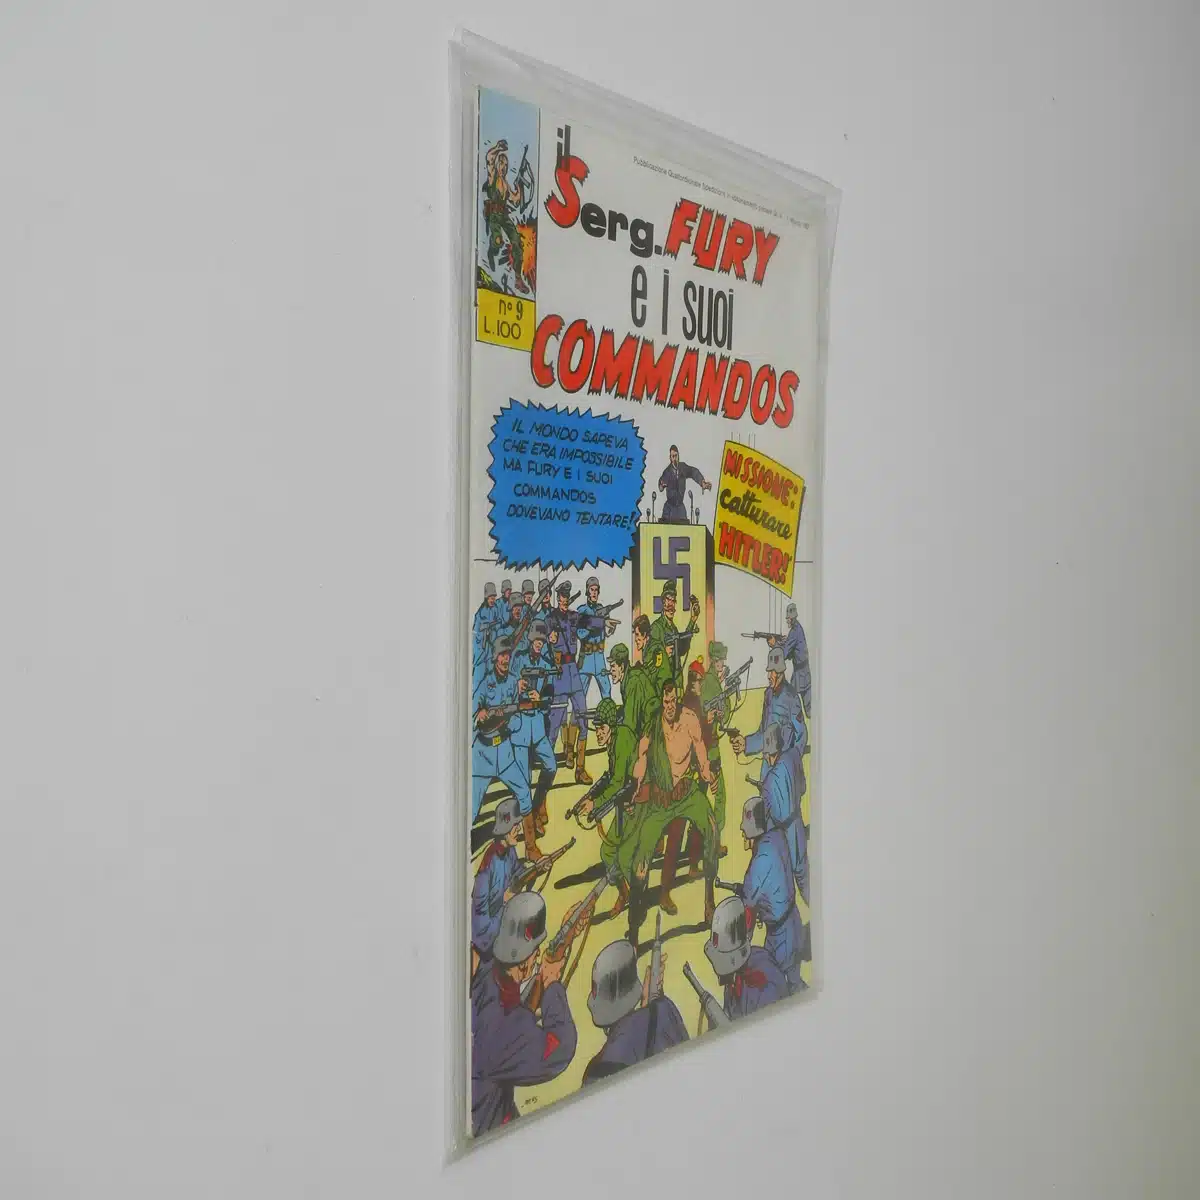 il
Serg. FURY
e i suoi
COMMANDOS
nº 9
L.100
IL MONDO SAPEVA
CHE ERA IMPOSSIBILE
MA FURY E I SUOI
COMMANDOS
DOVEVANO TENTARE!
MISSIONE:
catturare
HITLER!